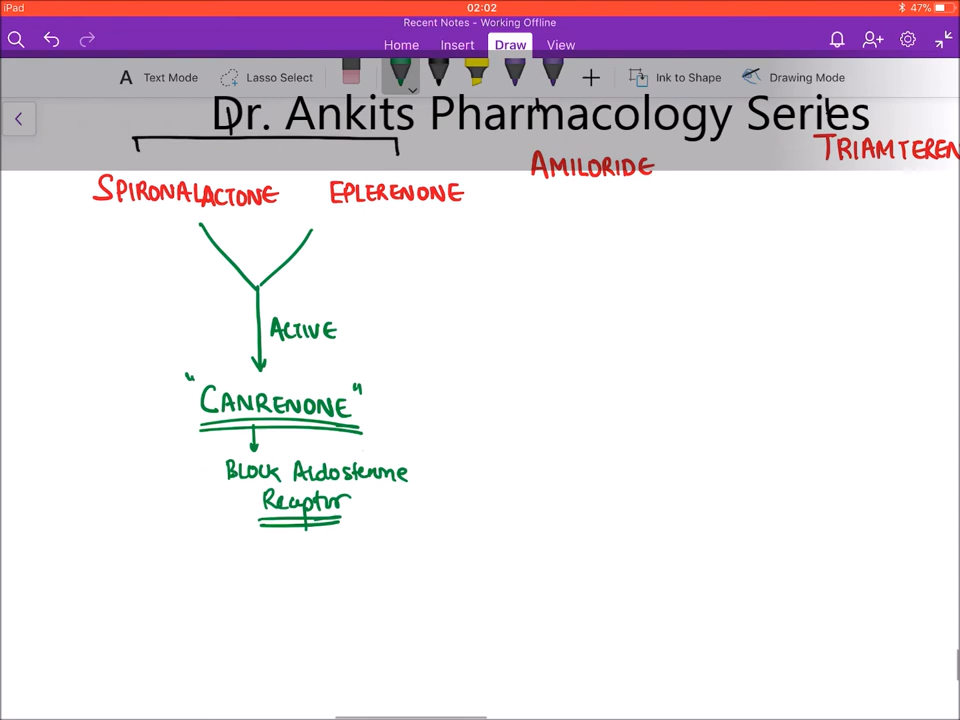 iPad
02:02
47%
Recent Notes - Working Offline
Home Insert Draw View
Text Mode Lasso Select Ink to Shape Drawing Mode
Dr. Ankits Pharmacology Series
SPIRONALACTONE EPLERENONE AMILORIDE TRIAMTEREN
ACTIVE
"CANRENONE"
BLOCK Aldosterone
Receptor